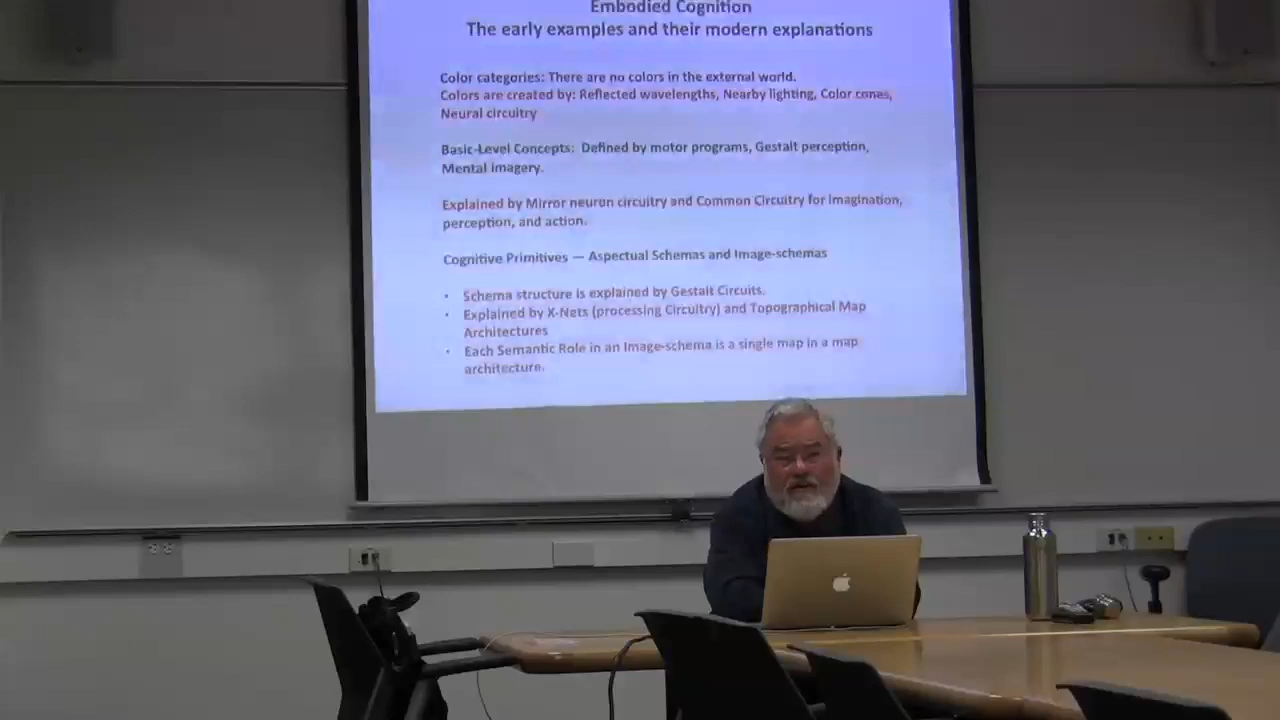 Embodied Cognition
The early examples and their modern explanations
Color categories: There are no colors in the external world.
Colors are created by: Reflected wavelengths, Nearby lighting, Color cones,
Neural circuitry
Basic-Level Concepts: Defined by motor programs, Gestalt perception,
Mental imagery.
Explained by Mirror neuron circuitry and Common Circuitry for imagination,
perception, and action.
Cognitive Primitives — Aspectual Schemas and Image-schemas
• Schema structure is explained by Gestalt Circuits.
• Explained by X-Nets (processing Circuitry) and Topographical Map
Architectures
• Each Semantic Role in an Image-schema is a single map in a map
architecture.